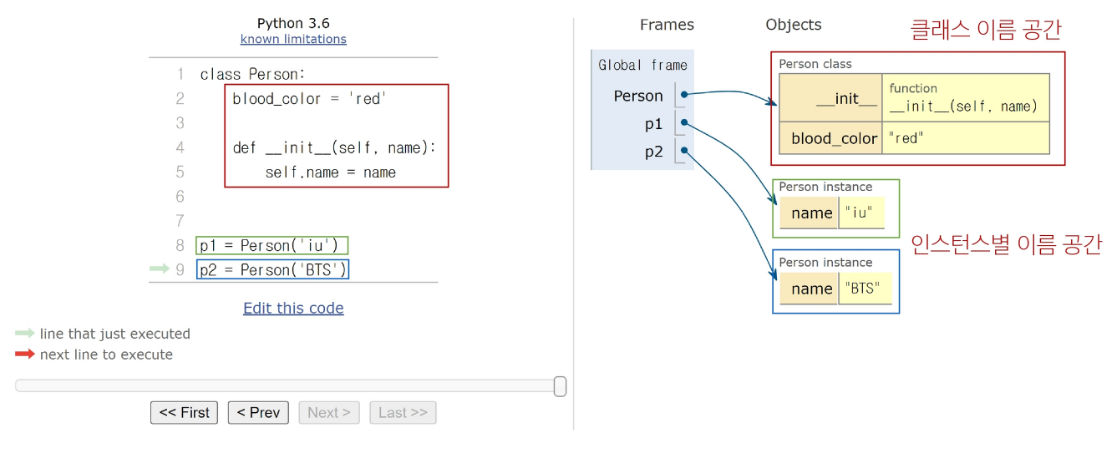 Python 3.6
known limitations
1 class Person:
2 blood_color = 'red'
3
4 def __init__(self, name):
5 self.name = name
6
7
8 p1 = Person('iu')
9 p2 = Person('BTS')
Edit this code
line that just executed
next line to execute
<< First < Prev Next > Last >>
Frames Objects
클래스 이름 공간
Global frame
Person
p1
p2
Person class
__init__ function
__init__(self, name)
blood_color "red"
Person instance
name "iu"
인스턴스별 이름 공간
Person instance
name "BTS"